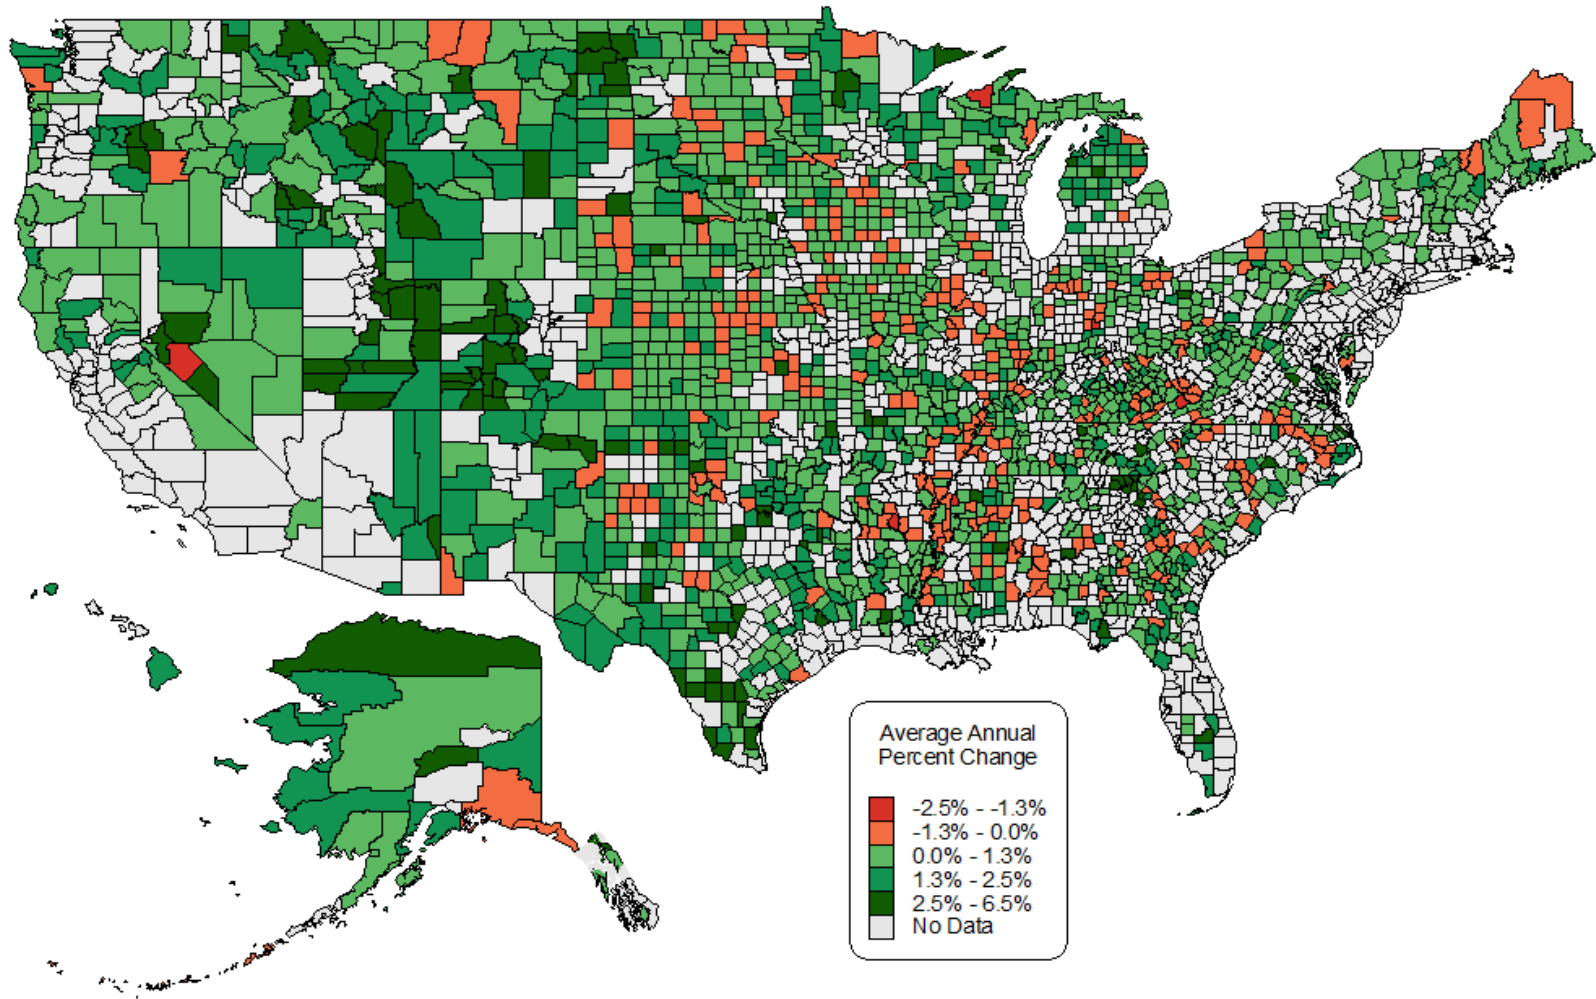 Average Annual
Percent Change
-2.5% - -1.3%
-1.3% - 0.0%
0.0% - 1.3%
1.3% - 2.5%
2.5% - 6.5%
No Data